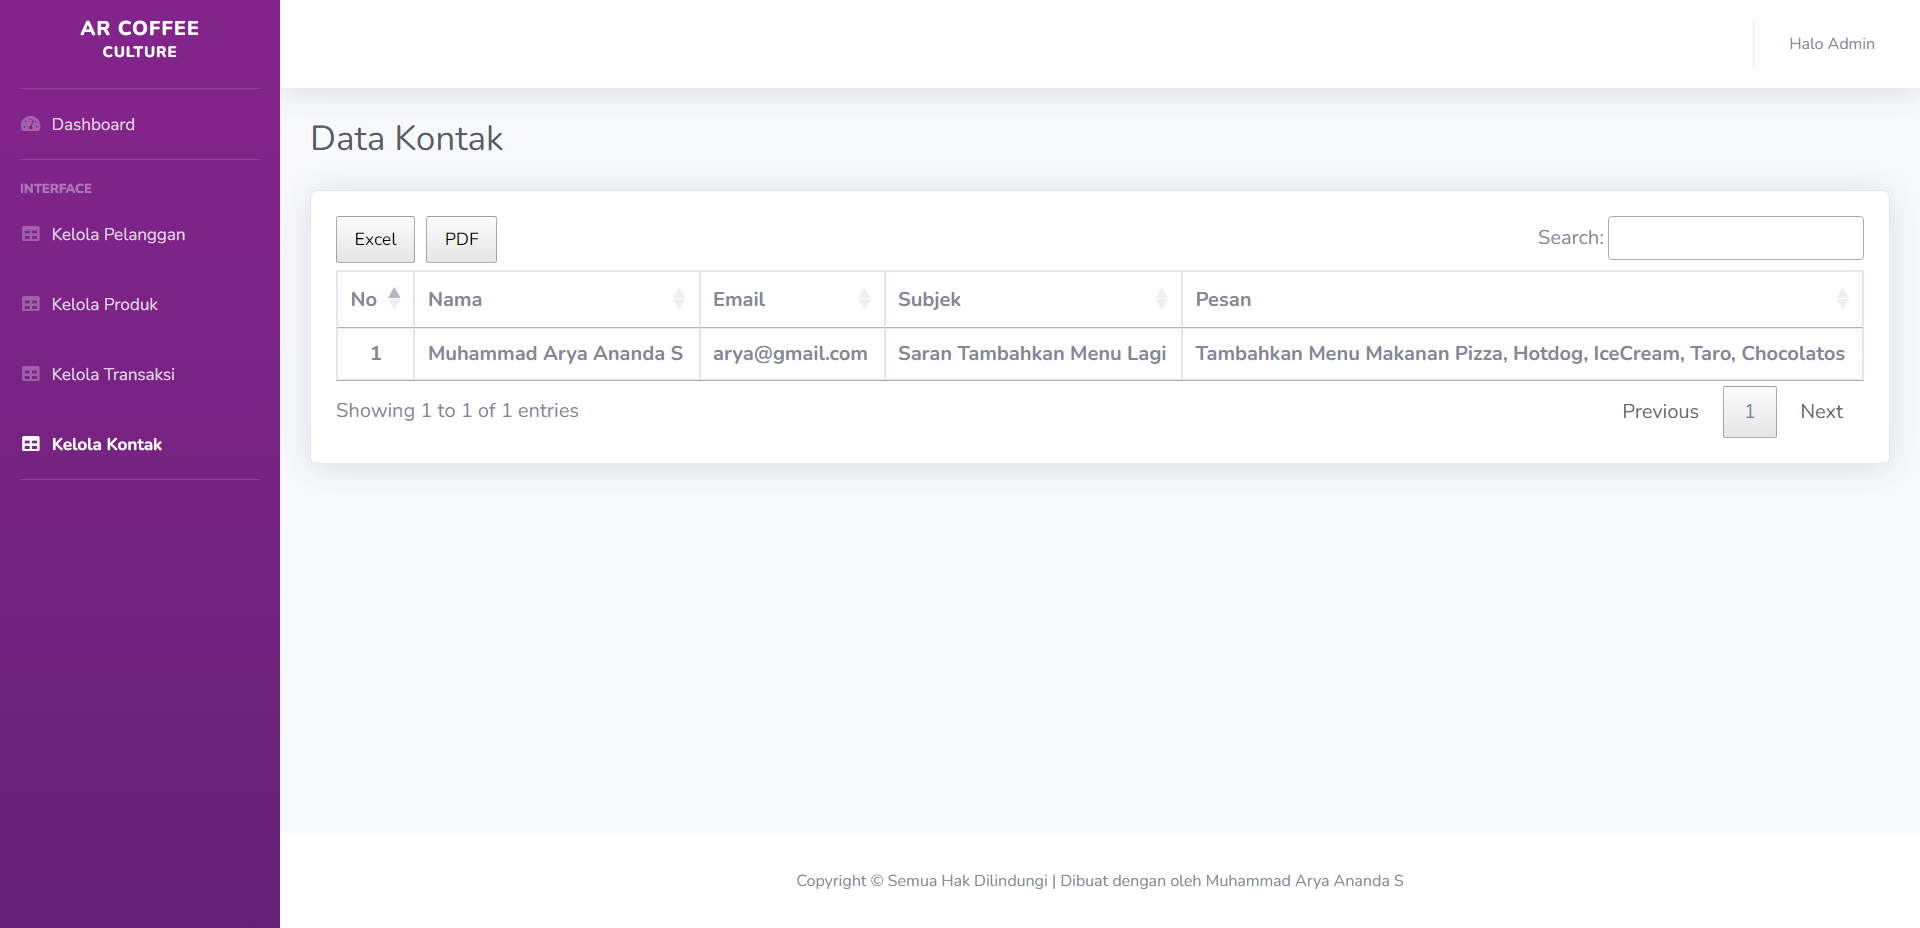 AR COFFEE
CULTURE
Halo Admin
Dashboard
INTERFACE
Kelola Pelanggan
Kelola Produk
Kelola Transaksi
Kelola Kontak
Data Kontak
Excel PDF Search:
No Nama Email Subjek Pesan
1 Muhammad Arya Ananda S arya@gmail.com Saran Tambahkan Menu Lagi Tambahkan Menu Makanan Pizza, Hotdog, IceCream, Taro, Chocolatos
Showing 1 to 1 of 1 entries Previous 1 Next
Copyright © Semua Hak Dilindungi | Dibuat dengan oleh Muhammad Arya Ananda S